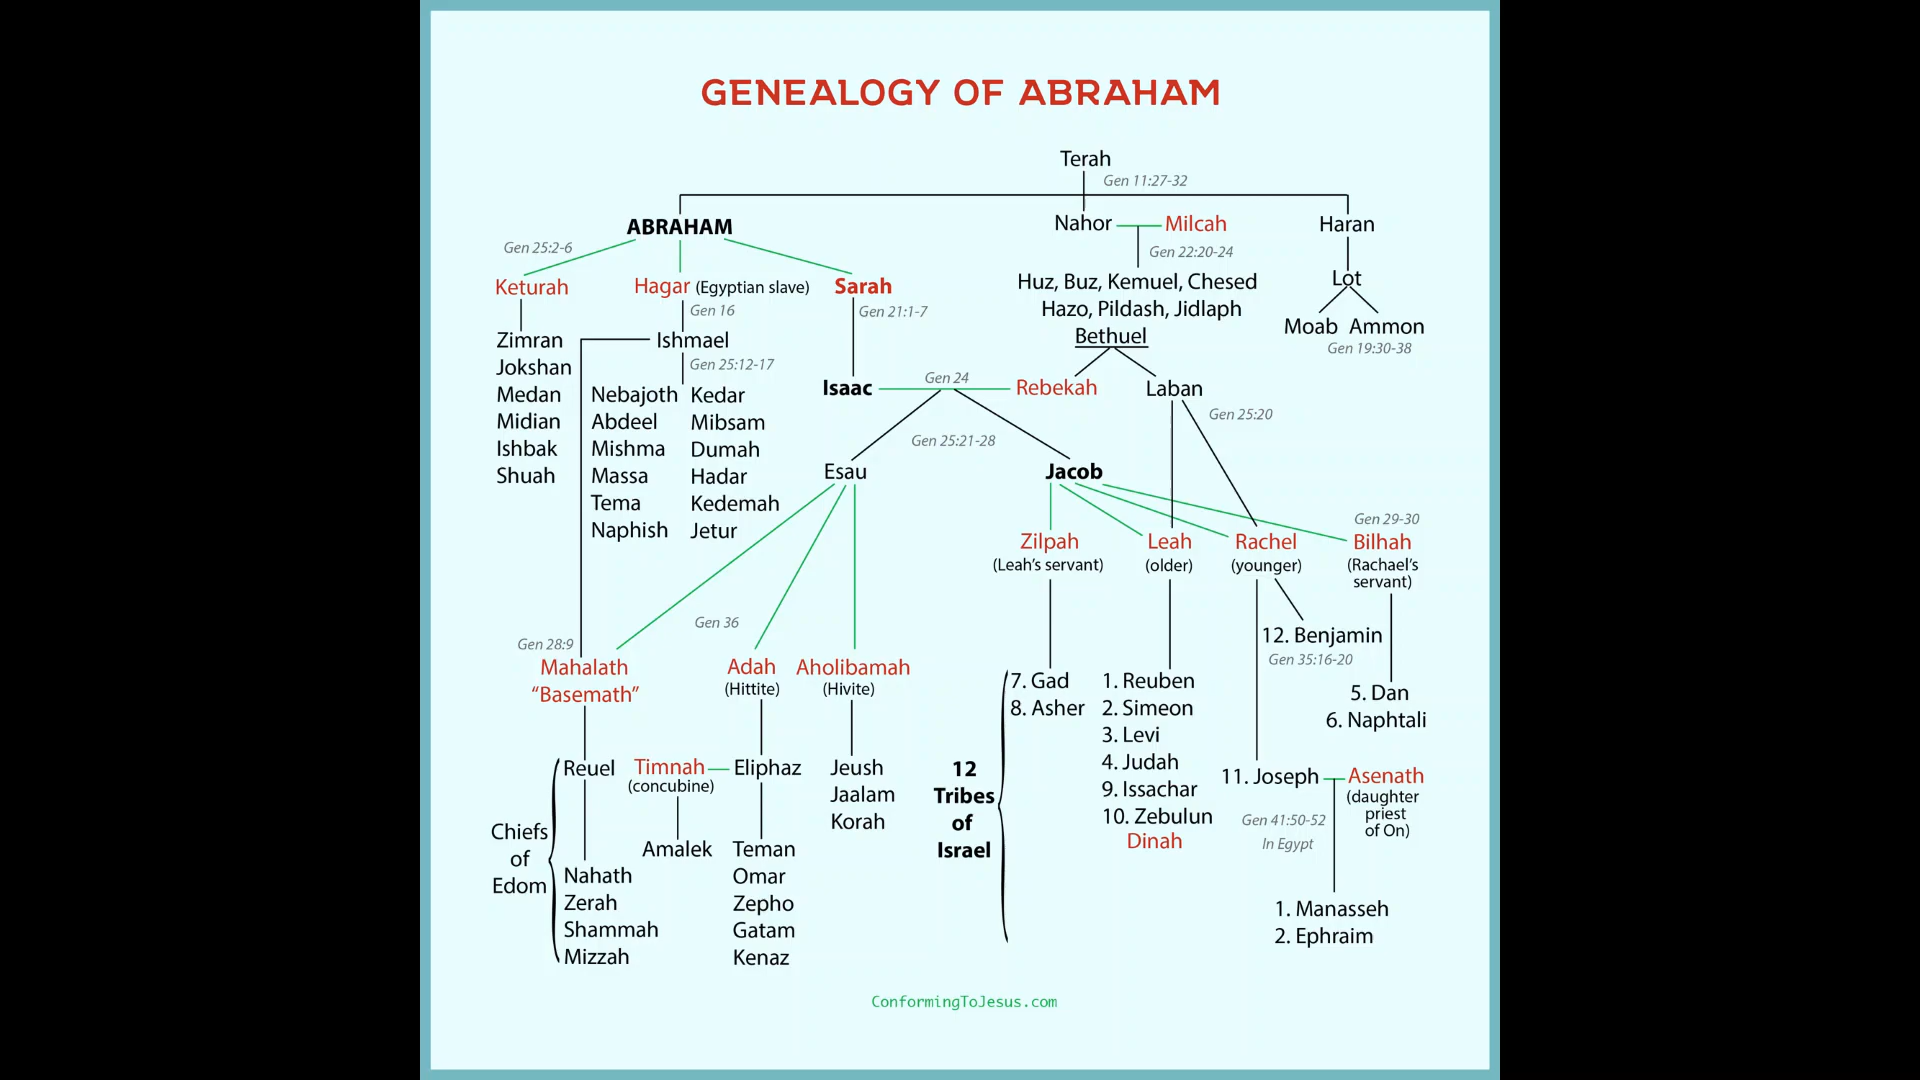 GENEALOGY OF ABRAHAM
Terah
Gen 11:27-32
ABRAHAM
Nahor
Milcah
Haran
Gen 25:2-6
Gen 22:20-24
Keturah
Hagar (Egyptian slave)
Sarah
Huz, Buz, Kemuel, Chesed
Hazo, Pildash, Jidlaph
Bethuel
Lot
Gen 16
Gen 21:1-7
Moab Ammon
Gen 19:30-38
Zimran
Jokshan
Medan
Midian
Ishbak
Shuah
Ishmael
Gen 25:12-17
Nebajoth
Abdeel
Mishma
Massa
Tema
Naphish
Kedar
Mibsam
Dumah
Hadar
Kedemah
Jetur
Isaac
Gen 24
Rebekah
Laban
Gen 25:20
Gen 25:21-28
Esau
Jacob
Gen 29-30
Zilpah
(Leah's servant)
Leah
(older)
Rachel
(younger)
Bilhah
(Rachael's
servant)
Gen 36
Gen 28:9
Mahalath
"Basemath"
Adah
(Hittite)
Aholibamah
(Hivite)
12. Benjamin
Gen 35:16-20
7. Gad
8. Asher
1. Reuben
2. Simeon
3. Levi
4. Judah
9. Issachar
10. Zebulun
Dinah
5. Dan
6. Naphtali
Reuel
Timnah
(concubine)
Eliphaz
Jeush
Jaalam
Korah
12
Tribes
of
Israel
11. Joseph
Asenath
(daughter
priest
of On)
Gen 41:50-52
In Egypt
Chiefs
of
Edom
Amalek
Teman
Omar
Zepho
Gatam
Kenaz
Nahath
Zerah
Shammah
Mizzah
1. Manasseh
2. Ephraim
ConformingToJesus.com